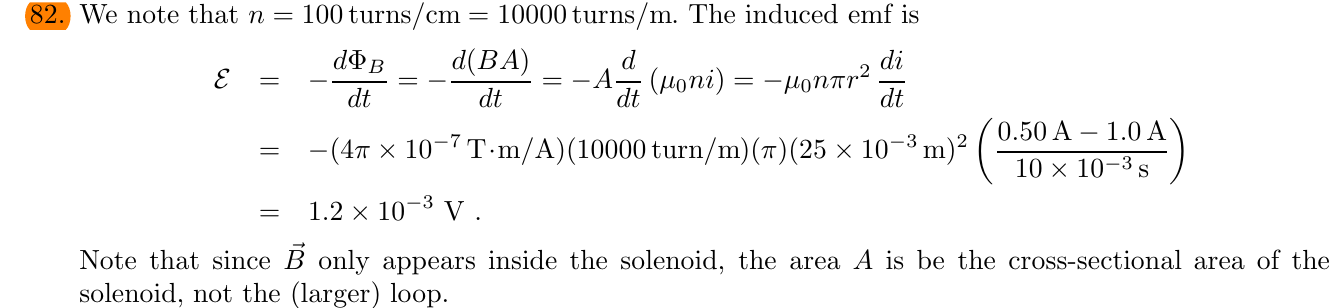 82. We note that n = 100 turns/cm = 10000 turns/m. The induced emf is
ℰ = −dΦ_B/dt = −d(BA)/dt = −A d/dt (μ₀ni) = −μ₀nπr² di/dt
= −(4π × 10⁻⁷ T·m/A)(10000 turn/m)(π)(25 × 10⁻³ m)² ((0.50 A − 1.0 A)/(10 × 10⁻³ s))
= 1.2 × 10⁻³ V .
Note that since B⃗ only appears inside the solenoid, the area A is be the cross-sectional area of the
solenoid, not the (larger) loop.